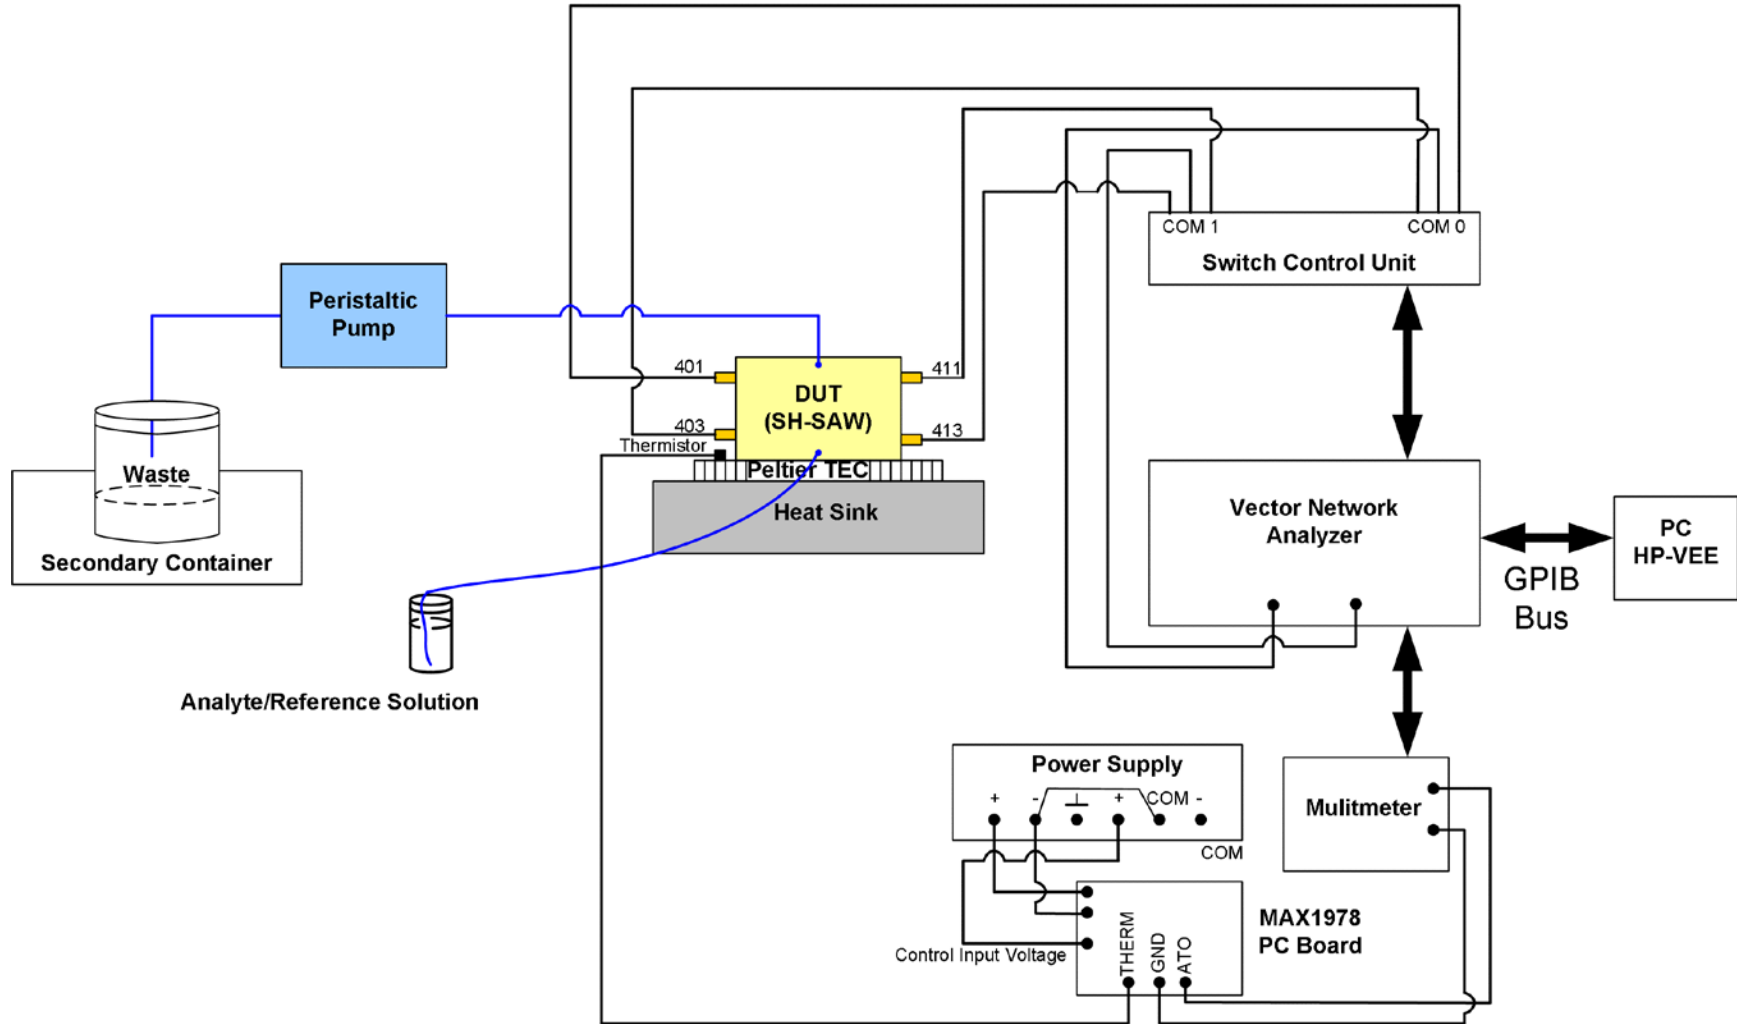 COM 1
COM 0
Switch Control Unit
Peristaltic
Pump
401
411
DUT
(SH-SAW)
403
413
Thermistor
Peltier TEC
Heat Sink
Waste
Secondary Container
Vector Network
Analyzer
PC
HP-VEE
GPIB
Bus
Analyte/Reference Solution
Power Supply
+ - + COM -
COM
Mulitmeter
MAX1978
PC Board
Control Input Voltage
THERM
GND
ATO